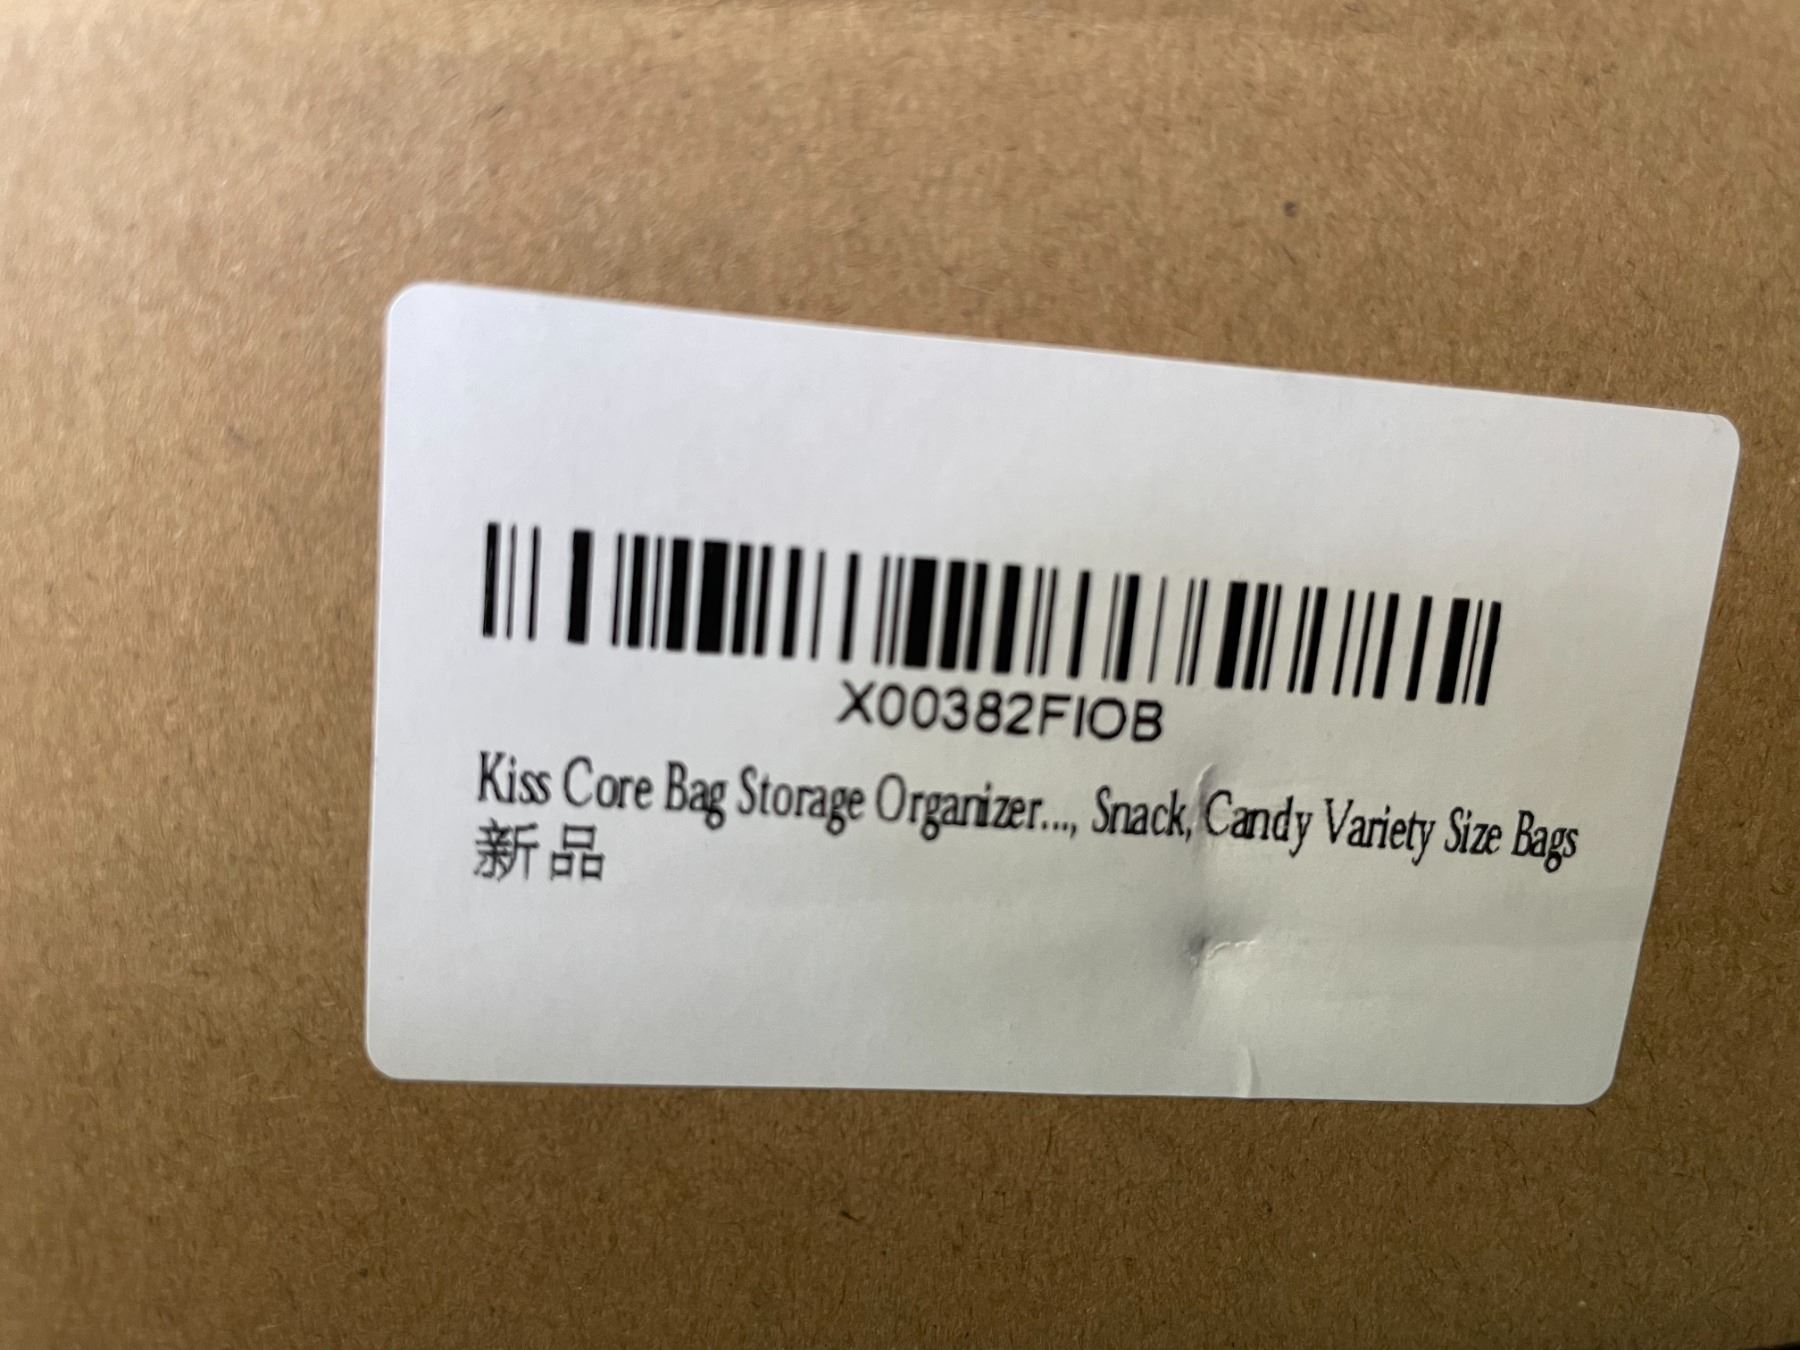 X00382FIOB
Kiss Core Bag Storage Organizer..., Snack, Candy Variety Size Bags
新品